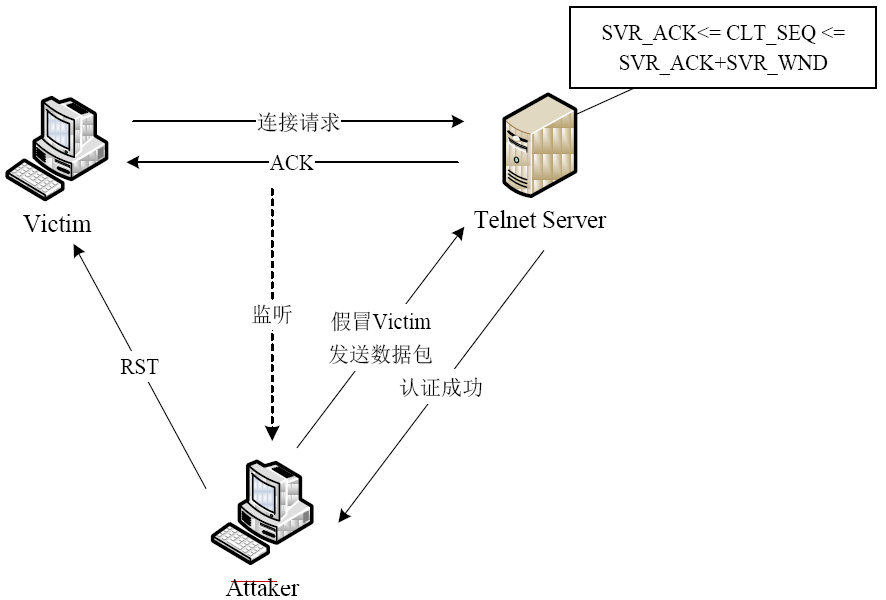 SVR_ACK<= CLT_SEQ <=
SVR_ACK+SVR_WND
连接请求
ACK
Victim
Telnet Server
监听
假冒Victim
发送数据包
RST
认证成功
Attaker